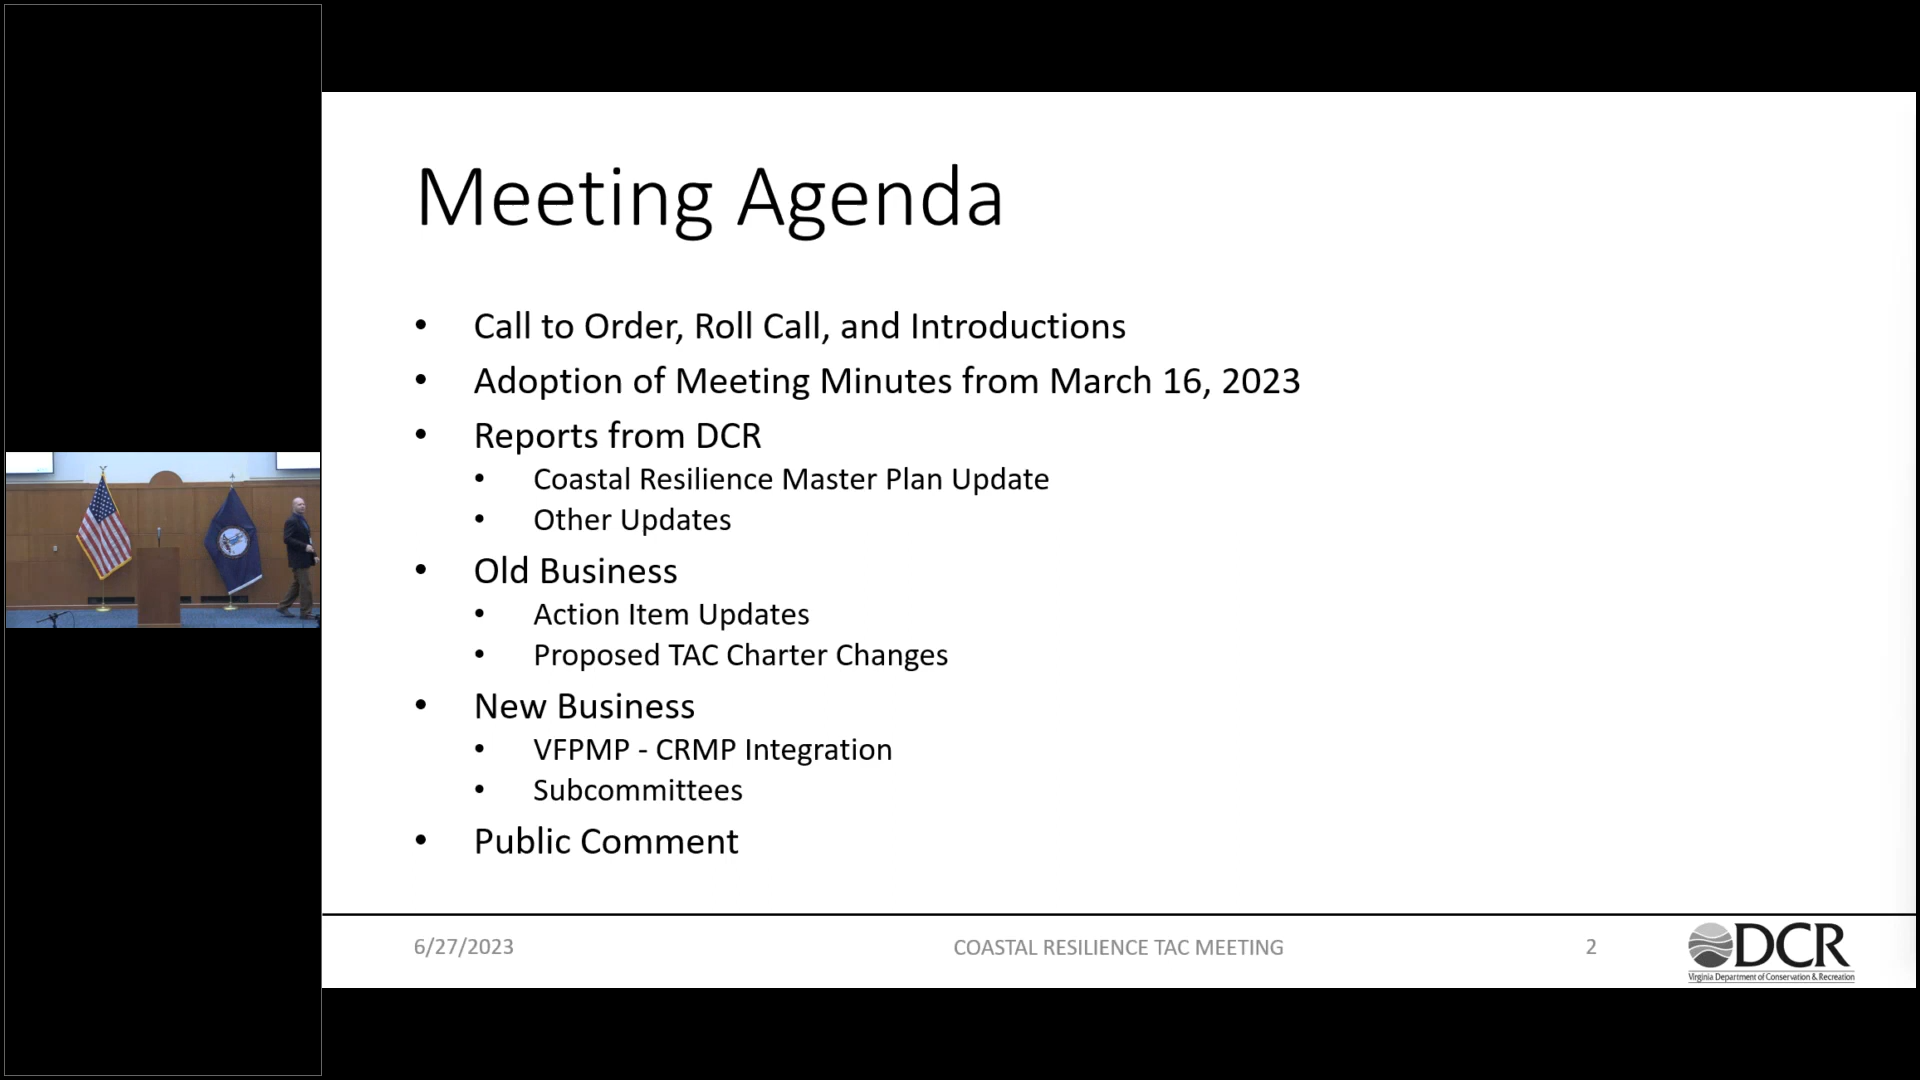 Meeting Agenda
• Call to Order, Roll Call, and Introductions
• Adoption of Meeting Minutes from March 16, 2023
• Reports from DCR
• Coastal Resilience Master Plan Update
• Other Updates
• Old Business
• Action Item Updates
• Proposed TAC Charter Changes
• New Business
• VFPMP - CRMP Integration
• Subcommittees
• Public Comment
6/27/2023
COASTAL RESILIENCE TAC MEETING
2
DCR
Virginia Department of Conservation & Recreation